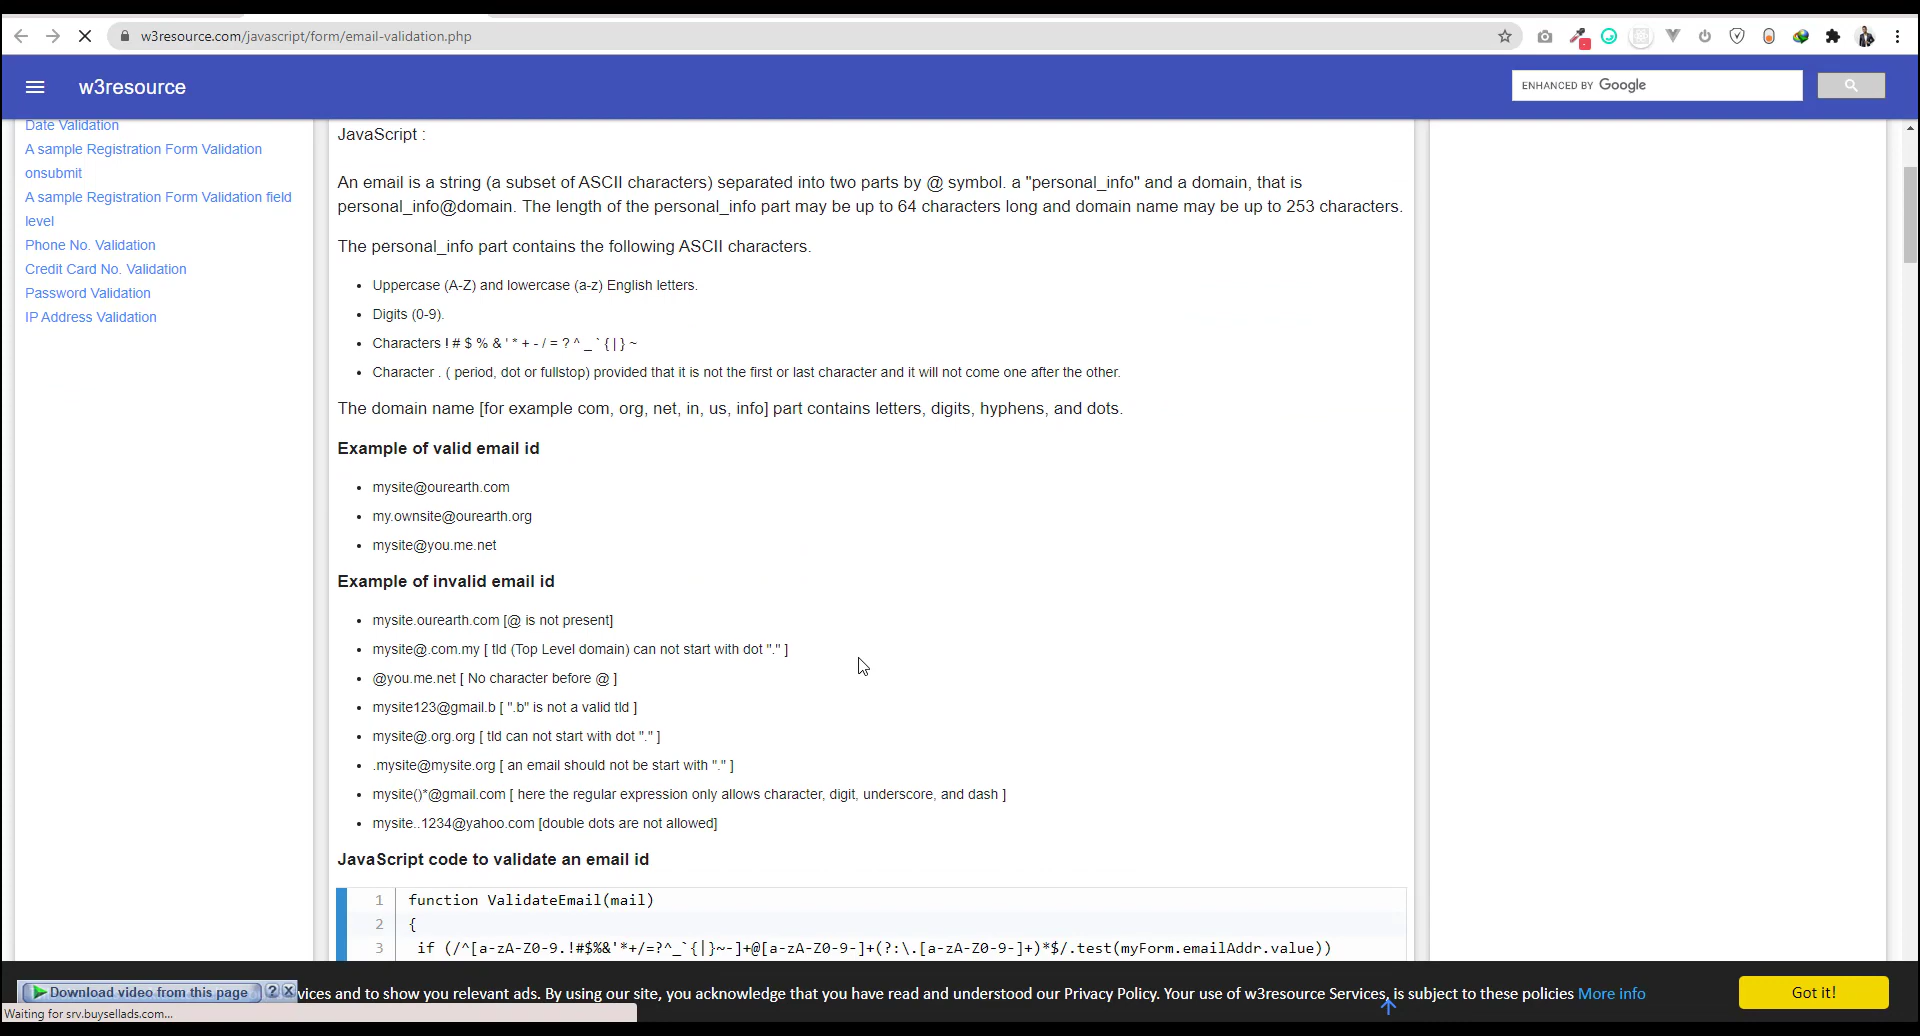 w3resource.com/javascript/form/email-validation.php
w3resource
ENHANCED BY Google
Date Validation
A sample Registration Form Validation
onsubmit
A sample Registration Form Validation field
level
Phone No. Validation
Credit Card No. Validation
Password Validation
IP Address Validation
JavaScript :
An email is a string (a subset of ASCII characters) separated into two parts by @ symbol. a "personal_info" and a domain, that is
personal_info@domain. The length of the personal_info part may be up to 64 characters long and domain name may be up to 253 characters.
The personal_info part contains the following ASCII characters.
• Uppercase (A-Z) and lowercase (a-z) English letters.
• Digits (0-9).
• Characters ! # $ % & ' * + - / = ? ^ _ ` { | } ~
• Character . ( period, dot or fullstop) provided that it is not the first or last character and it will not come one after the other.
The domain name [for example com, org, net, in, us, info] part contains letters, digits, hyphens, and dots.
Example of valid email id
• mysite@ourearth.com
• my.ownsite@ourearth.org
• mysite@you.me.net
Example of invalid email id
• mysite.ourearth.com [@ is not present]
• mysite@.com.my [ tld (Top Level domain) can not start with dot "." ]
• @you.me.net [ No character before @ ]
• mysite123@gmail.b [ ".b" is not a valid tld ]
• mysite@.org.org [ tld can not start with dot "." ]
• .mysite@mysite.org [ an email should not be start with "." ]
• mysite()*@gmail.com [ here the regular expression only allows character, digit, underscore, and dash ]
• mysite..1234@yahoo.com [double dots are not allowed]
JavaScript code to validate an email id
1 function ValidateEmail(mail)
2 {
3 if (/^[a-zA-Z0-9.!#$%&'*+/=?^_`{|}~-]+@[a-zA-Z0-9-]+(?:\.[a-zA-Z0-9-]+)*$/.test(myForm.emailAddr.value))
Download video from this page ? X
vices and to show you relevant ads. By using our site, you acknowledge that you have read and understood our Privacy Policy. Your use of w3resource Services, is subject to these policies More info
Got it!
Waiting for srv.buysellads.com...